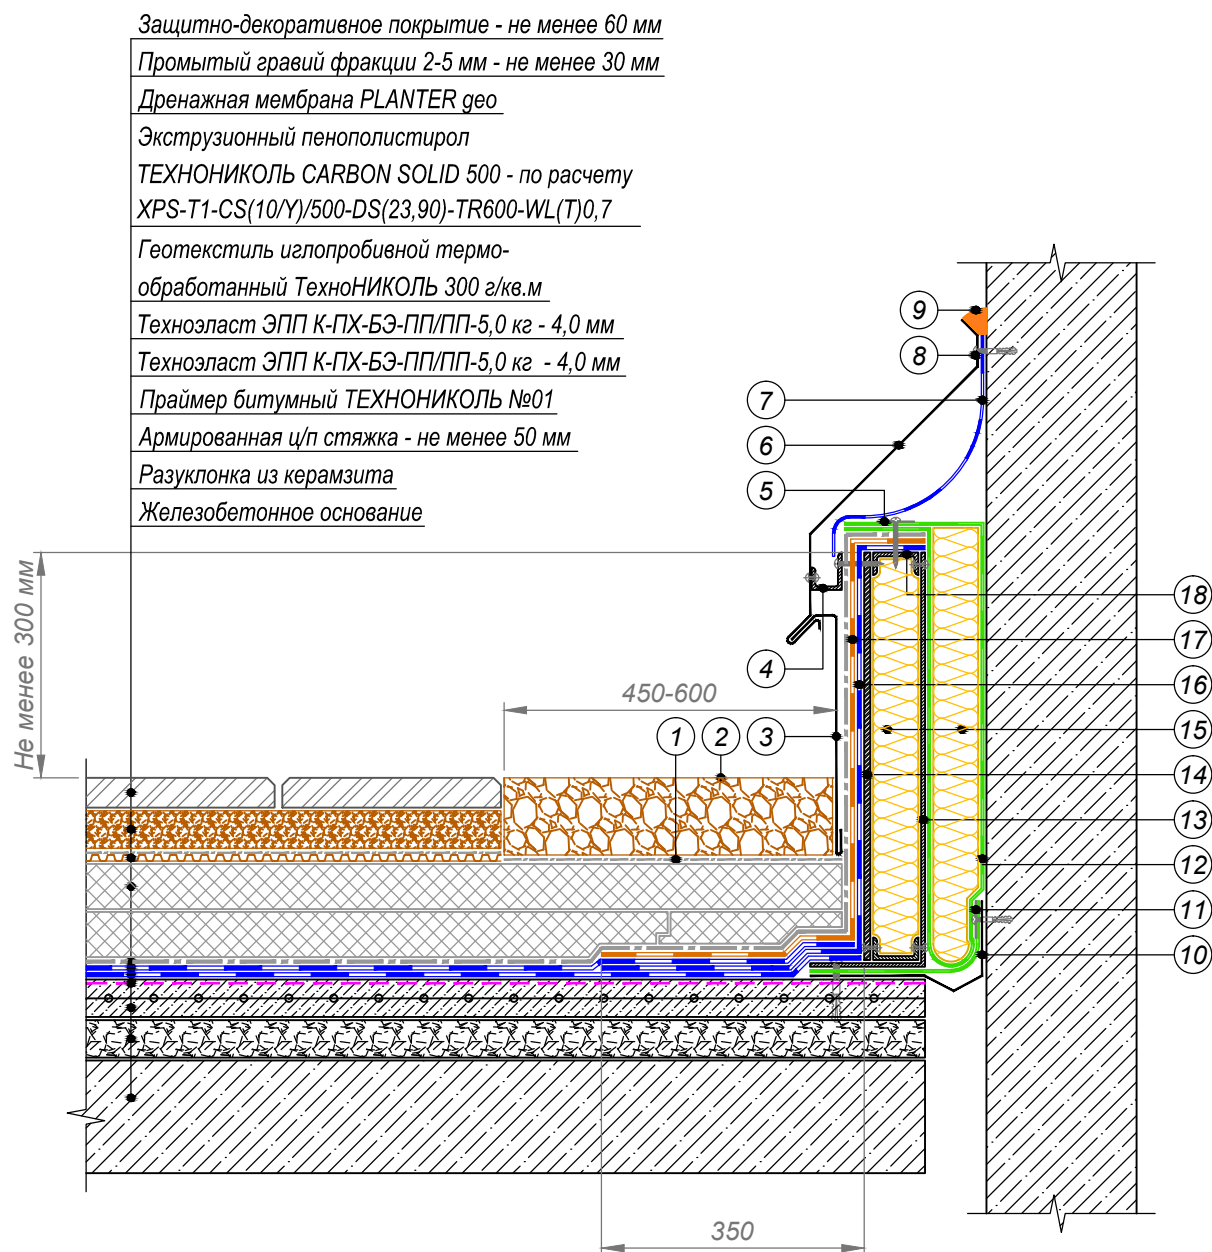 Защитно-декоративное покрытие - не менее 60 мм
Промытый гравий фракции 2-5 мм - не менее 30 мм
Дренажная мембрана PLANTER geo
Экструзионный пенополистирол
ТЕХНОНИКОЛЬ CARBON SOLID 500 - по расчету
XPS-T1-CS(10/Y)/500-DS(23,90)-TR600-WL(T)0,7
Геотекстиль иглопробивной термо-
обработанный ТехноНИКОЛЬ 300 г/кв.м
Техноэласт ЭПП К-ПХ-БЭ-ПП/ПП-5,0 кг - 4,0 мм
Техноэласт ЭПП К-ПХ-БЭ-ПП/ПП-5,0 кг - 4,0 мм
Праймер битумный ТЕХНОНИКОЛЬ №01
Армированная ц/п стяжка - не менее 50 мм
Разуклонка из керамзита
Железобетонное основание
9
8
7
6
5
Не менее 300 мм
18
17
4
16
450-600
1
2
3
15
14
13
12
11
10
350